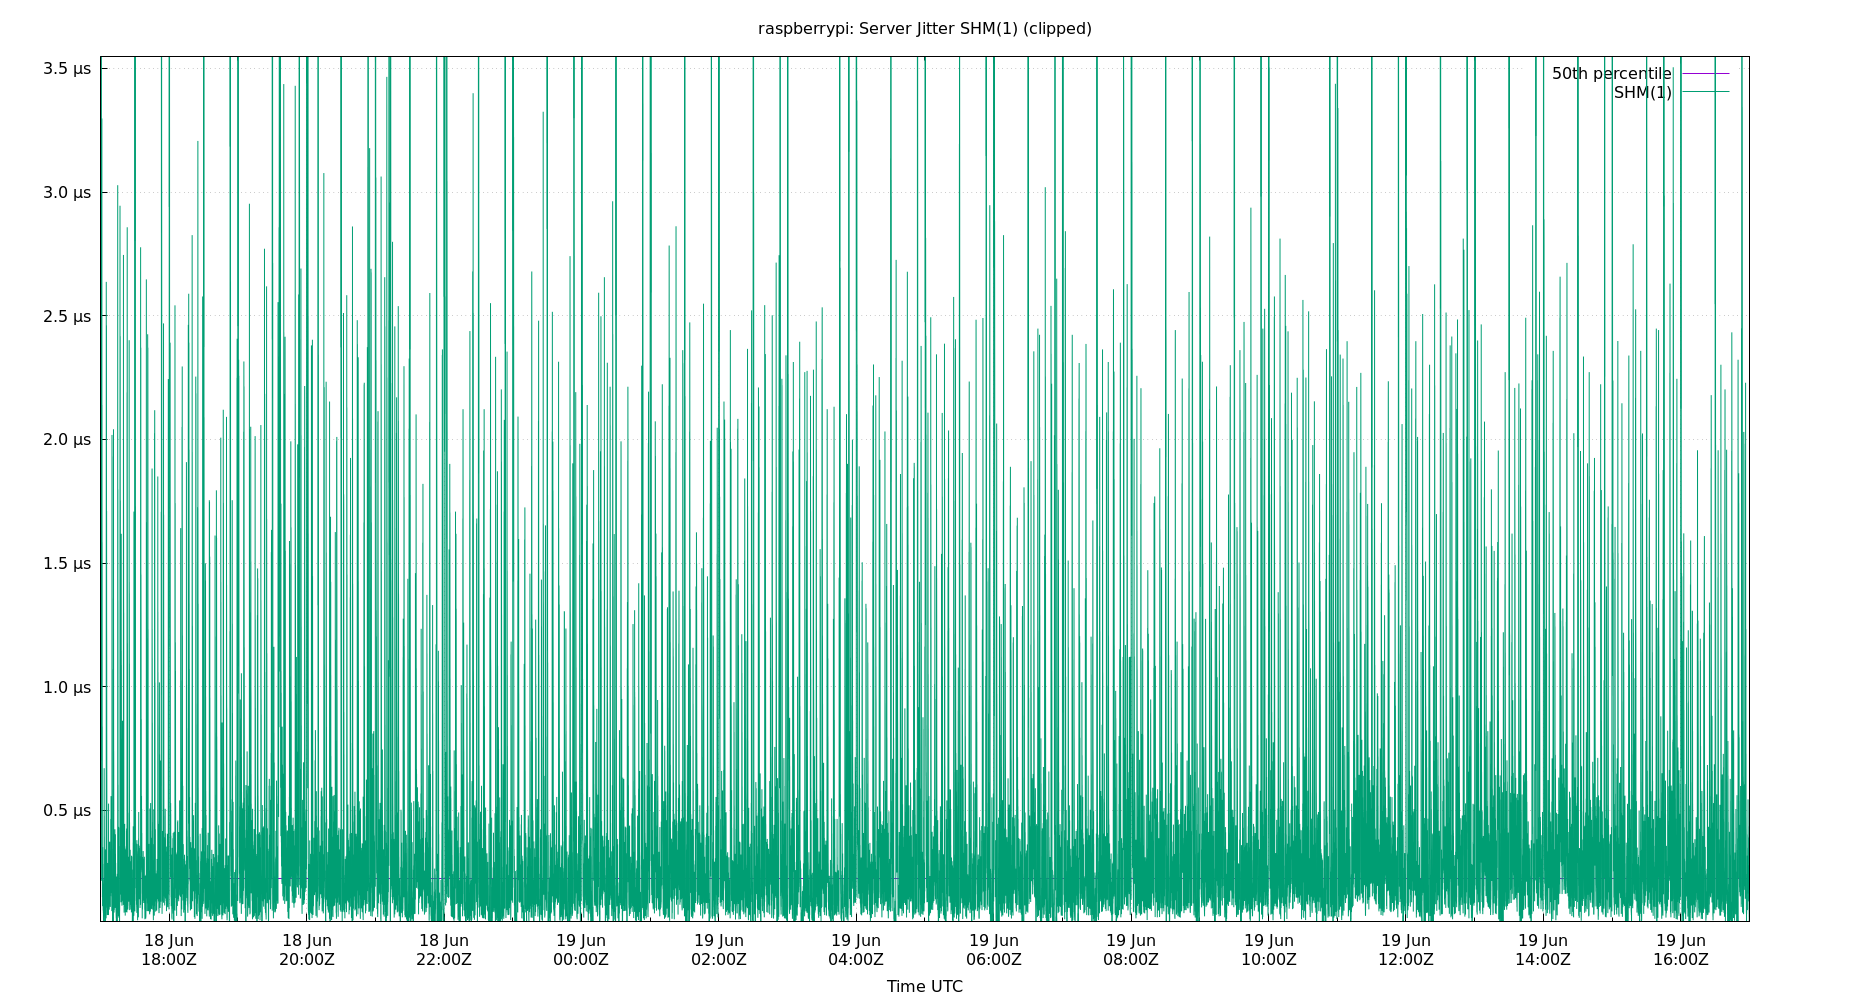 raspberrypi: Server Jitter SHM(1) (clipped)
50th percentile
SHM(1)
3.5 μs
3.0 μs
2.5 μs
2.0 μs
1.5 μs
1.0 μs
0.5 μs
18 Jun 18 Jun 18 Jun 19 Jun 19 Jun 19 Jun 19 Jun 19 Jun 19 Jun 19 Jun 19 Jun 19 Jun
18:00Z 20:00Z 22:00Z 00:00Z 02:00Z 04:00Z 06:00Z 08:00Z 10:00Z 12:00Z 14:00Z 16:00Z
Time UTC